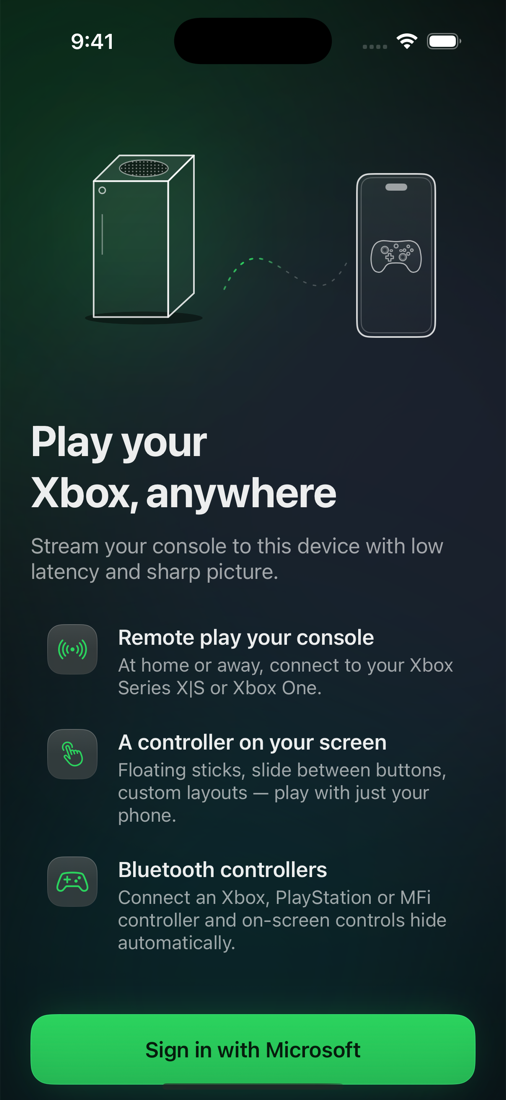 9:41
Play your
Xbox, anywhere
Stream your console to this device with low
latency and sharp picture.
Remote play your console
At home or away, connect to your Xbox
Series X|S or Xbox One.
A controller on your screen
Floating sticks, slide between buttons,
custom layouts — play with just your
phone.
Bluetooth controllers
Connect an Xbox, PlayStation or MFi
controller and on-screen controls hide
automatically.
Sign in with Microsoft